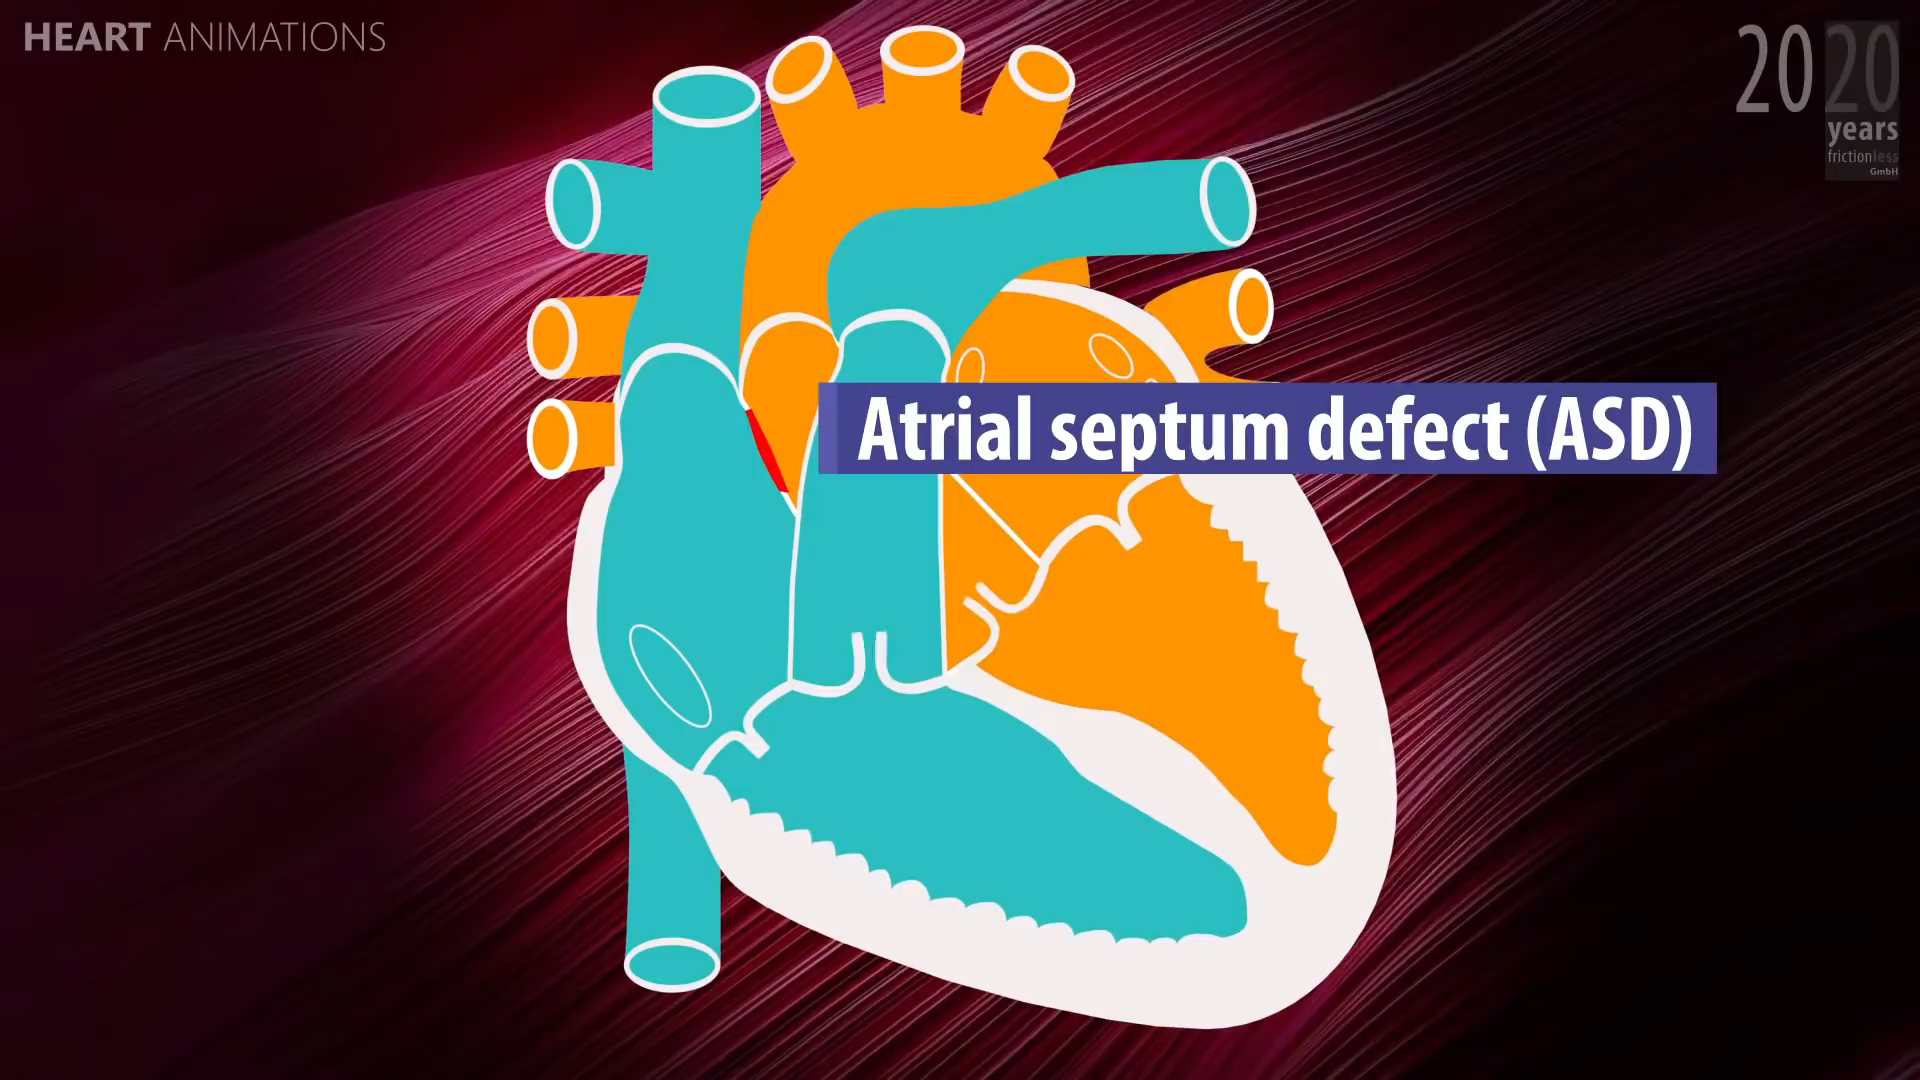 HEART ANIMATIONS
2020
years
frictionless
GmbH
Atrial septum defect (ASD)